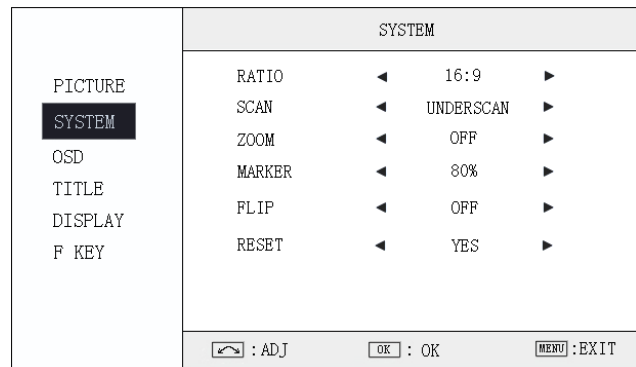 SYSTEM
PICTURE
SYSTEM
OSD
TITLE
DISPLAY
F KEY
RATIO ◀ 16:9 ▶
SCAN ◀ UNDERSCAN ▶
ZOOM ◀ OFF ▶
MARKER ◀ 80% ▶
FLIP ◀ OFF ▶
RESET ◀ YES ▶
: ADJ OK : OK MENU :EXIT